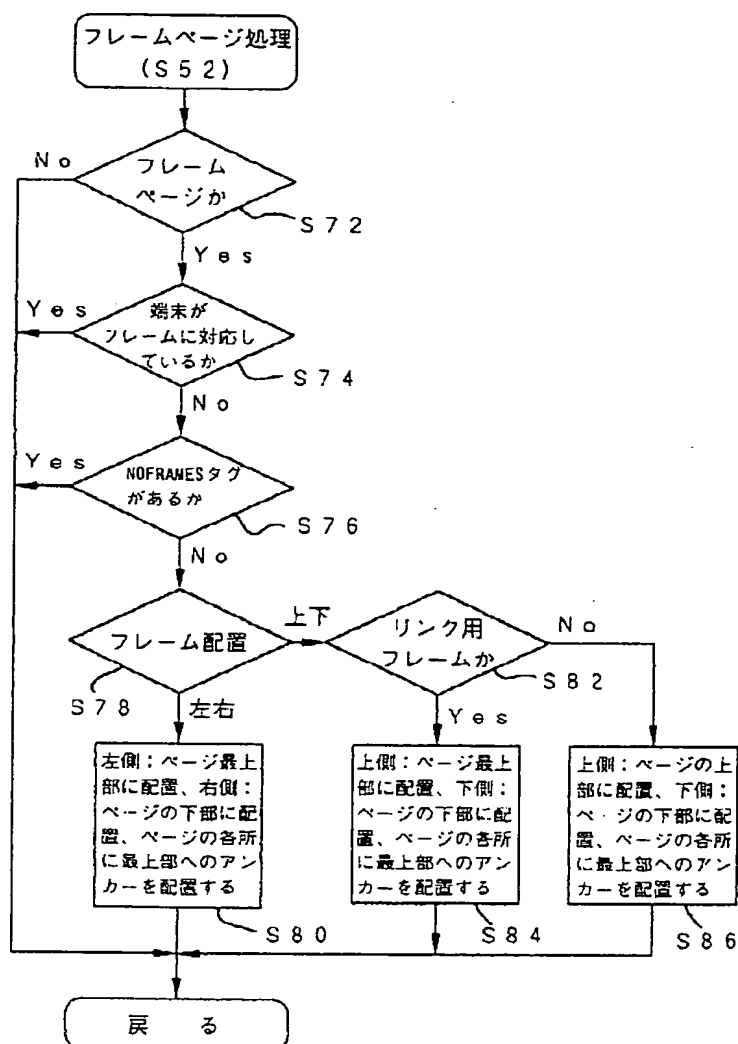 フレームページ処理
(S52)
No
フレーム
ページか
S72
Yes
Yes
端末が
フレームに対応し
ているか
S74
No
Yes
NOFRAMESタグ
があるか
S76
No
フレーム配置
上下
S78
左右
リンク用
フレームか
No
S82
Yes
左側：ページ最上
部に配置、右側：
ページの下部に配
置、ページの各所
に最上部へのアン
カーを配置する
S80
上側：ページ最上
部に配置、下側：
ページの下部に配
置、ページの各所
に最上部へのアン
カーを配置する
S84
上側：ページの上
部に配置、下側：
ページの下部に配
置、ページの各所
に最上部へのアン
カーを配置する
S86
戻る